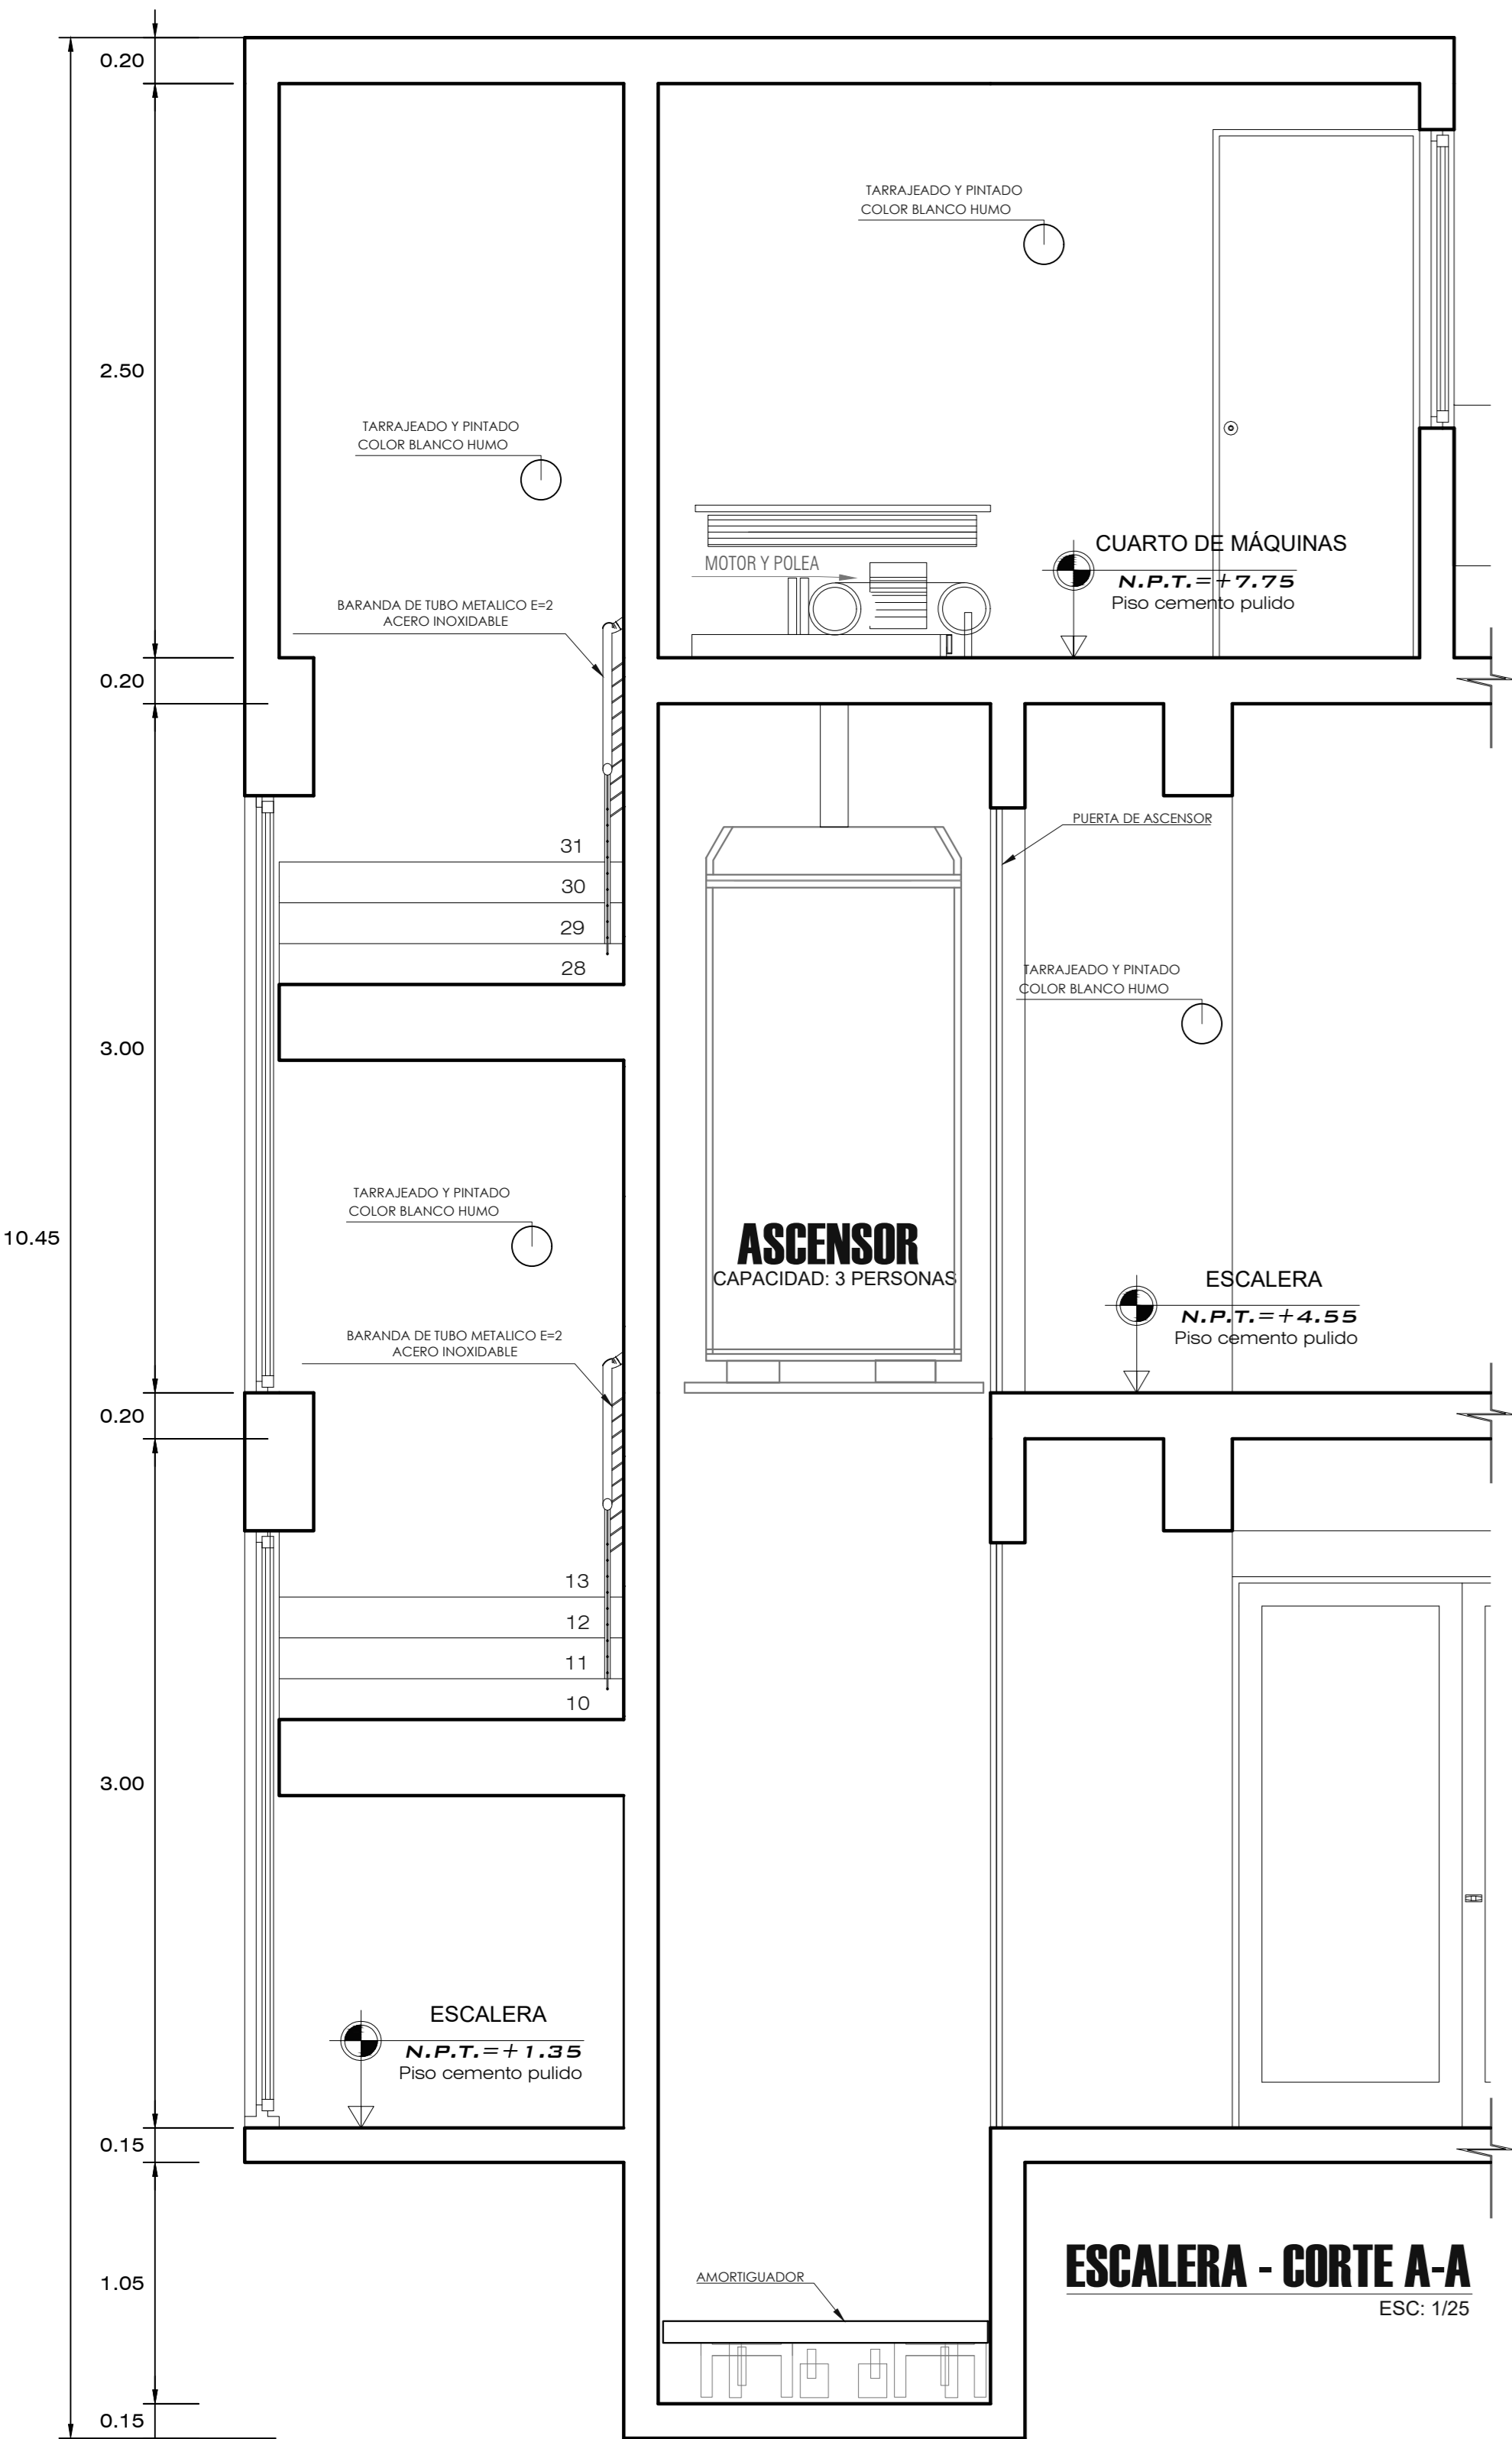 0.20
TARRAJEADO Y PINTADO
COLOR BLANCO HUMO
2.50
TARRAJEADO Y PINTADO
COLOR BLANCO HUMO
CUARTO DE MÁQUINAS
N.P.T.=+7.75
Piso cemento pulido
MOTOR Y POLEA
BARANDA DE TUBO METALICO E=2
ACERO INOXIDABLE
0.20
PUERTA DE ASCENSOR
31
30
29
28
TARRAJEADO Y PINTADO
COLOR BLANCO HUMO
3.00
TARRAJEADO Y PINTADO
COLOR BLANCO HUMO
10.45
ASCENSOR
CAPACIDAD: 3 PERSONAS
ESCALERA
N.P.T.=+4.55
Piso cemento pulido
BARANDA DE TUBO METALICO E=2
ACERO INOXIDABLE
0.20
13
12
11
10
3.00
ESCALERA
N.P.T.=+1.35
Piso cemento pulido
0.15
1.05
AMORTIGUADOR
ESCALERA - CORTE A-A
ESC: 1/25
0.15